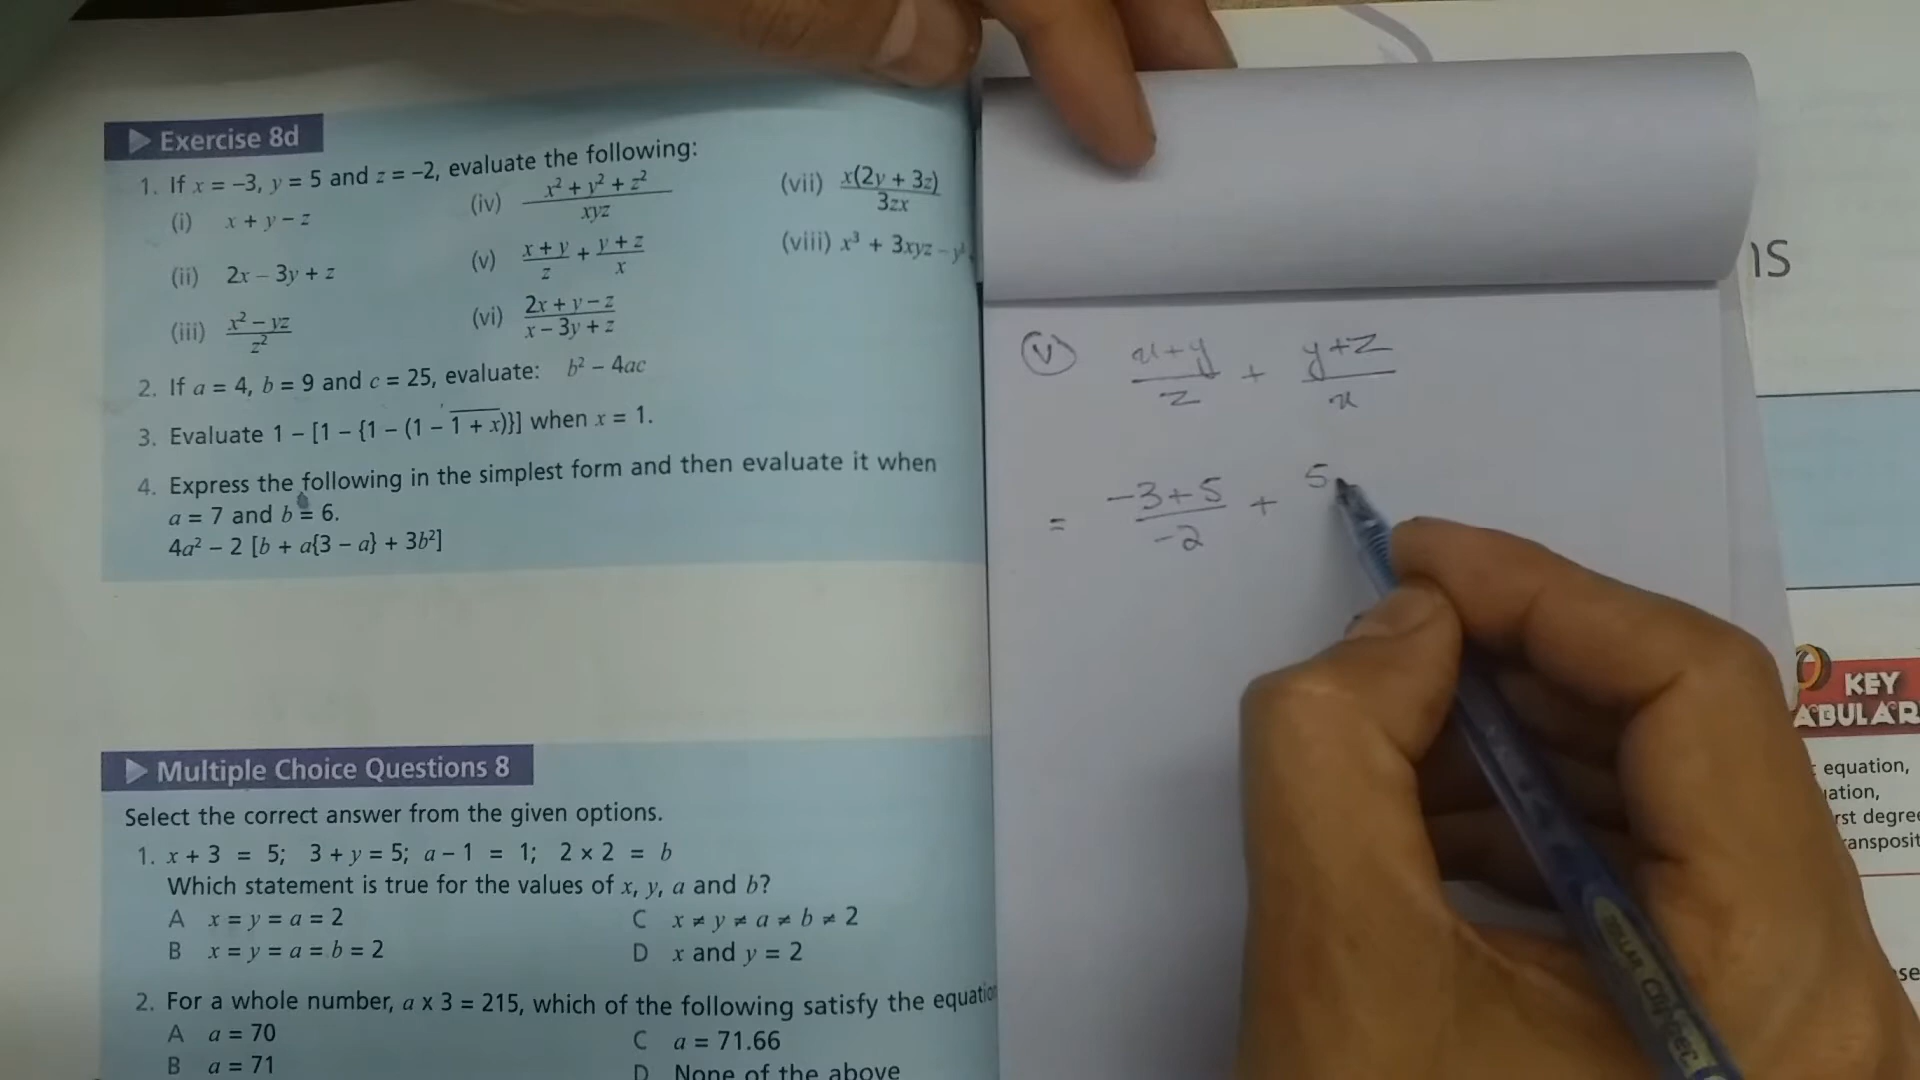 Exercise 8d
1. If x = –3, y = 5 and z = –2, evaluate the following:
(i) x + y – z
(ii) 2x – 3y + z
(iii) x² – yz / z²
(iv) x² + y² + z² / xyz
(v) x + y / z + y + z / x
(vi) 2x + y – z / x – 3y + z
(vii) x(2y + 3z) / 3zx
(viii) x³ + 3xyz – y³
2. If a = 4, b = 9 and c = 25, evaluate: b² – 4ac
3. Evaluate 1 – [1 – {1 – (1 – 1 + x)}] when x = 1.
4. Express the following in the simplest form and then evaluate it when
a = 7 and b = 6.
4a² – 2 [b + a{3 – a} + 3b²]
Multiple Choice Questions 8
Select the correct answer from the given options.
1. x + 3 = 5; 3 + y = 5; a – 1 = 1; 2 × 2 = b
Which statement is true for the values of x, y, a and b?
A x = y = a = 2
B x = y = a = b = 2
C x ≠ y ≠ a ≠ b ≠ 2
D x and y = 2
2. For a whole number, a x 3 = 215, which of the following satisfy the
A a = 70
B a = 71
C a = 71.66
D None of the above
(V) x+y / z + y+z / x
= -3+5 / -2 + 5
KEY
equation,